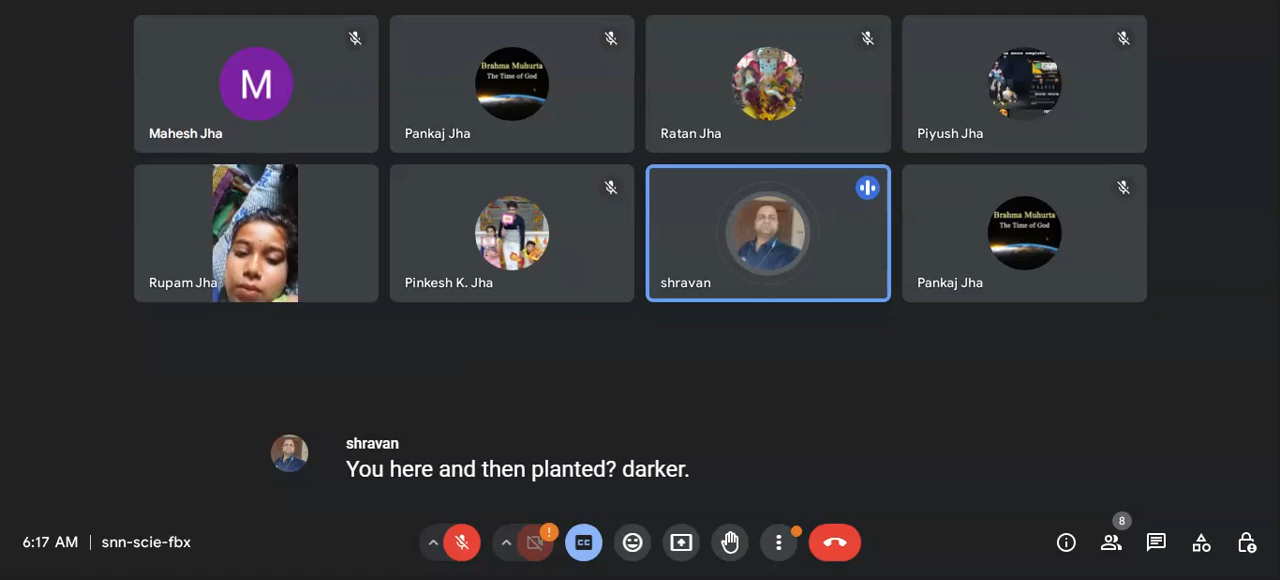 M
Mahesh Jha
Brahma Muhurta
The Time of God
Pankaj Jha
Ratan Jha
Piyush Jha
Rupam Jha
Pinkesh K. Jha
shravan
Brahma Muhurta
The Time of God
Pankaj Jha
shravan
You here and then planted? darker.
6:17 AM | snn-scie-fbx
!
CC
8